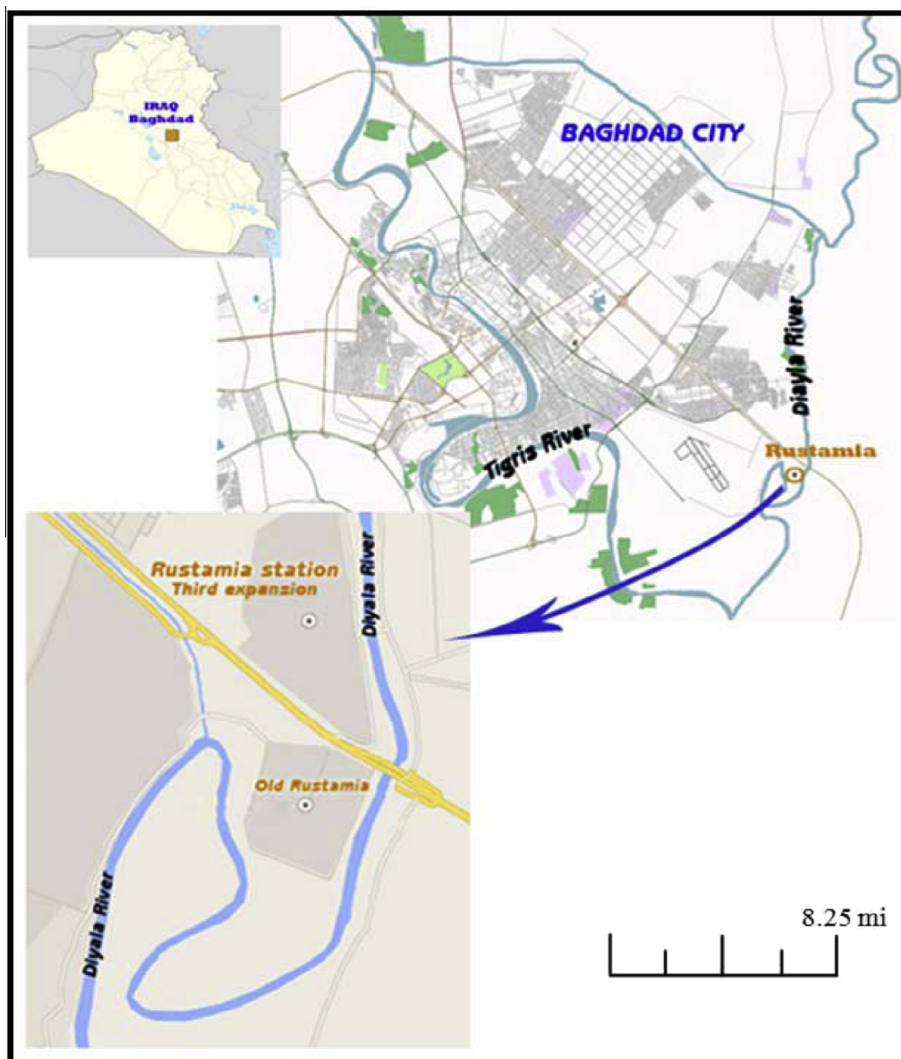 IRAQ
Baghdad
BAGHDAD CITY
Diayla River
Tigris River
Rustamia
Rustamia station
Third expansion
Diyala River
Old Rustamia
Diyala River
8.25 mi